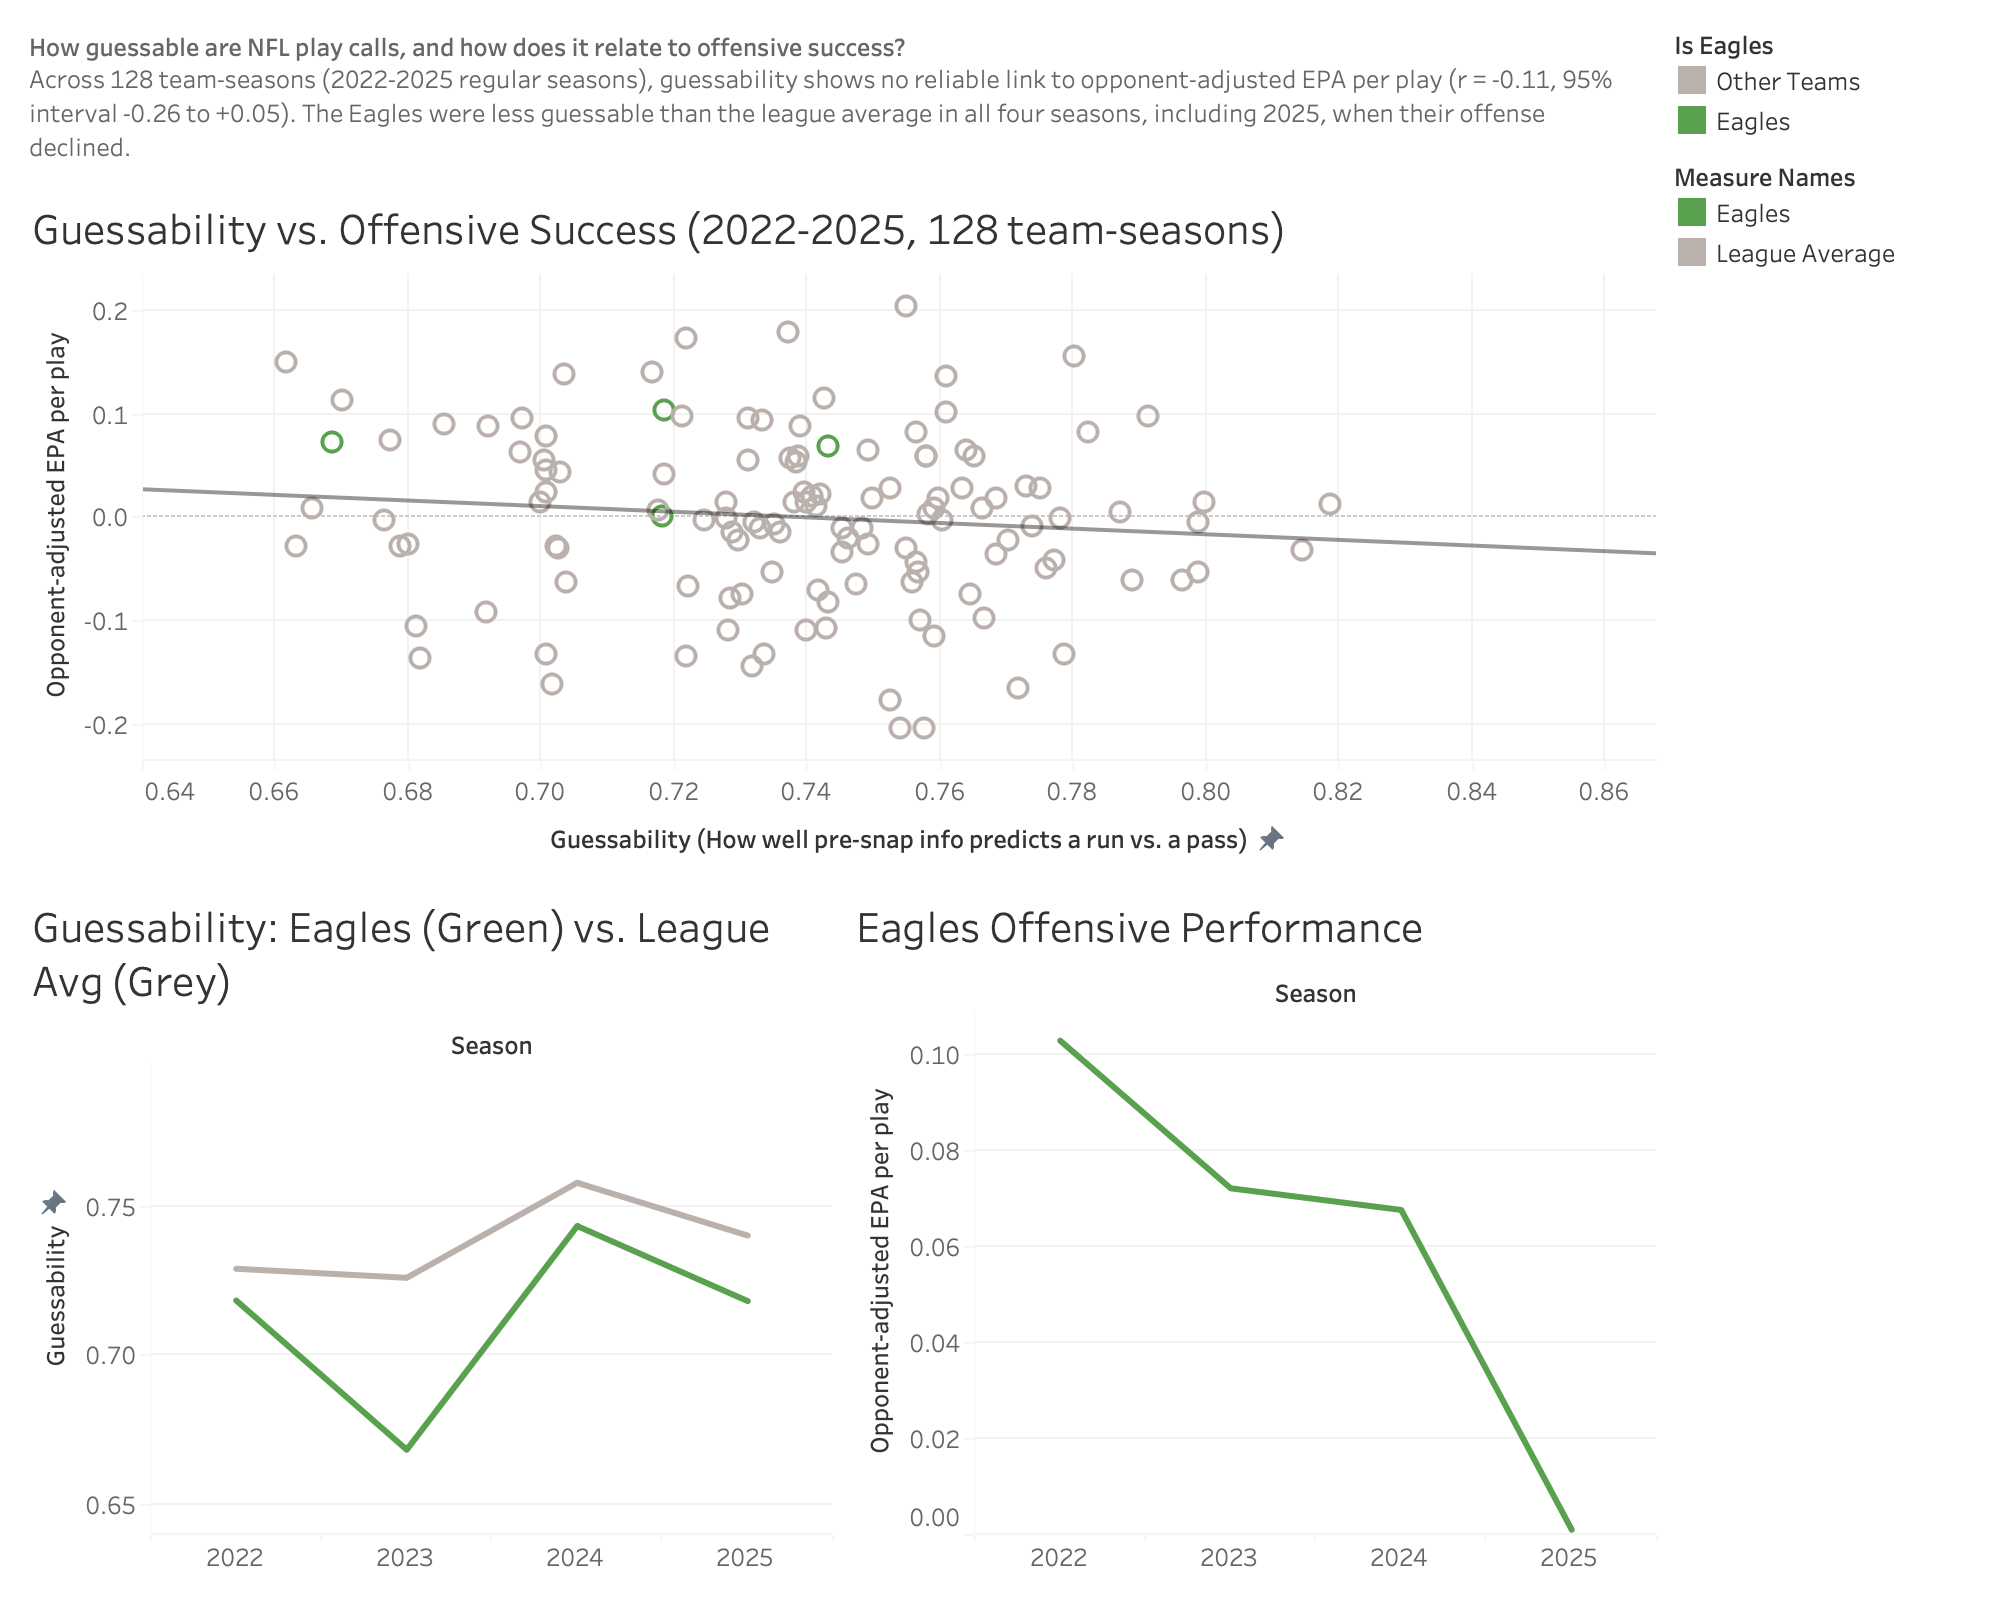 How guessable are NFL play calls, and how does it relate to offensive success?
Across 128 team-seasons (2022-2025 regular seasons), guessability shows no reliable link to opponent-adjusted EPA per play (r = -0.11, 95%
interval -0.26 to +0.05). The Eagles were less guessable than the league average in all four seasons, including 2025, when their offense
declined.
Is Eagles
Other Teams
Eagles
Measure Names
Eagles
League Average
Guessability vs. Offensive Success (2022-2025, 128 team-seasons)
Opponent-adjusted EPA per play
0.2
0.1
0.0
-0.1
-0.2
0.64 0.66 0.68 0.70 0.72 0.74 0.76 0.78 0.80 0.82 0.84 0.86
Guessability (How well pre-snap info predicts a run vs. a pass)
Guessability: Eagles (Green) vs. League
Avg (Grey)
Season
Guessability
0.75
0.70
0.65
2022 2023 2024 2025
Eagles Offensive Performance
Season
Opponent-adjusted EPA per play
0.10
0.08
0.06
0.04
0.02
0.00
2022 2023 2024 2025